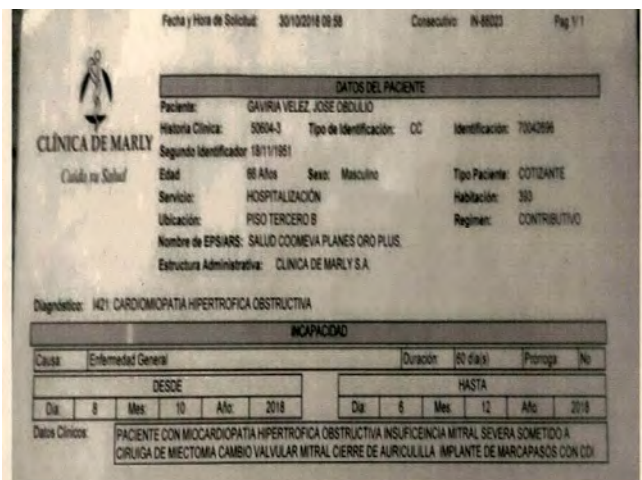 Fecha y Hora de Solicitud: 30/10/2018 09:58 Consecutivo: IN-86023 Pag 1/1
DATOS DEL PACIENTE
CLÍNICA DE MARLY
Cuida tu Salud
Paciente: GAVIRIA VELEZ, JOSE OBDULIO
Historia Clínica: 50604-3 Tipo de Identificación: CC Identificación: 70042696
Segundo Identificador 18/11/1951
Edad 66 Años Sexo: Masculino Tipo Paciente: COTIZANTE
Servicio: HOSPITALIZACIÓN Habitación: 393
Ubicación: PISO TERCERO B Regimen: CONTRIBUTIVO
Nombre de EPS/ARS: SALUD COOMEVA PLANES ORO PLUS.
Estructura Administrativa: CLINICA DE MARLY S.A.
Diagnóstico: I421 CARDIOMIOPATIA HIPERTROFICA OBSTRUCTIVA
INCAPACIDAD
Causa: Enfermedad General Duración: 60 día(s) Prórroga: No
DESDE HASTA
Día: 8 Mes: 10 Año: 2018 Día: 6 Mes: 12 Año: 2018
Datos Clínicos: PACIENTE CON MIOCARDIOPATIA HIPERTROFICA OBSTRUCTIVA INSUFICEINCIA MITRAL SEVERA SOMETIDO A
CIRUIGA DE MIECTOMIA CAMBIO VALVULAR MITRAL CIERRE DE AURICULILLA IMPLANTE DE MARCAPASOS CON CDI